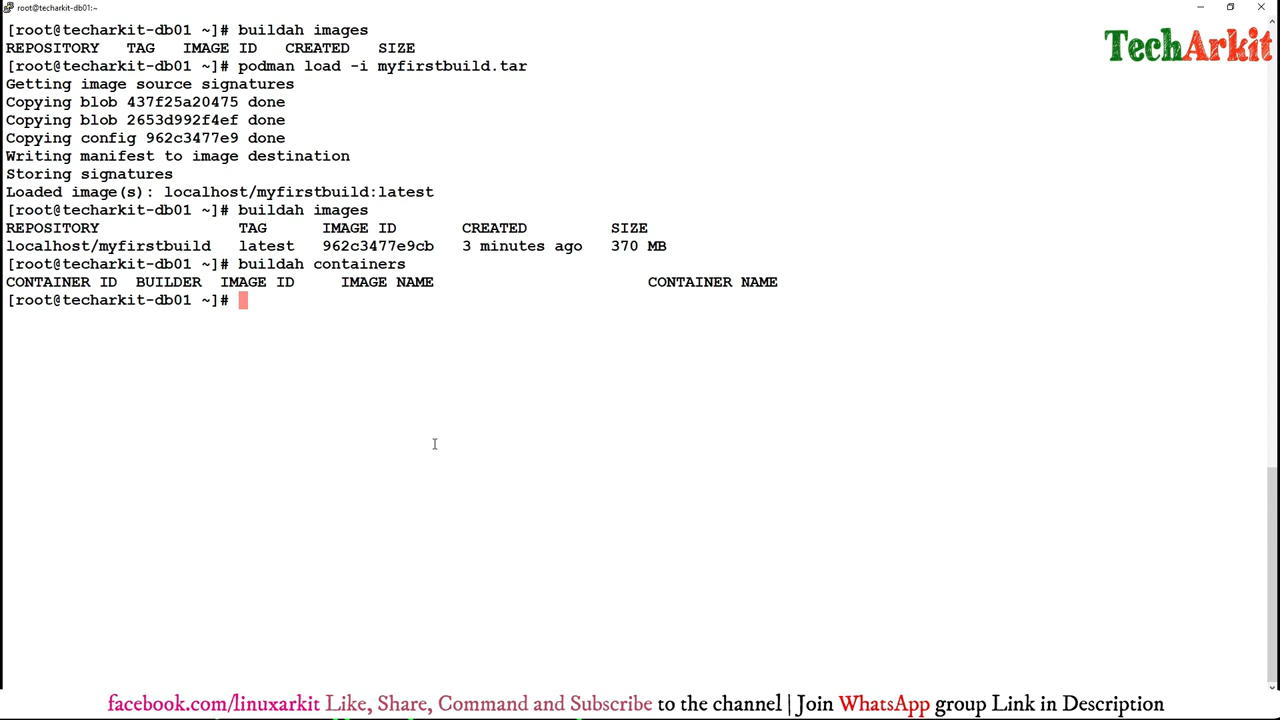 root@techarkit-db01:~
[root@techarkit-db01 ~]# buildah images
REPOSITORY TAG IMAGE ID CREATED SIZE
[root@techarkit-db01 ~]# podman load -i myfirstbuild.tar
Getting image source signatures
Copying blob 437f25a20475 done
Copying blob 2653d992f4ef done
Copying config 962c3477e9 done
Writing manifest to image destination
Storing signatures
Loaded image(s): localhost/myfirstbuild:latest
[root@techarkit-db01 ~]# buildah images
REPOSITORY TAG IMAGE ID CREATED SIZE
localhost/myfirstbuild latest 962c3477e9cb 3 minutes ago 370 MB
[root@techarkit-db01 ~]# buildah containers
CONTAINER ID BUILDER IMAGE ID IMAGE NAME CONTAINER NAME
[root@techarkit-db01 ~]#
TechArkit
facebook.com/linuxarkit Like, Share, Command and Subscribe to the channel | Join WhatsApp group Link in Description